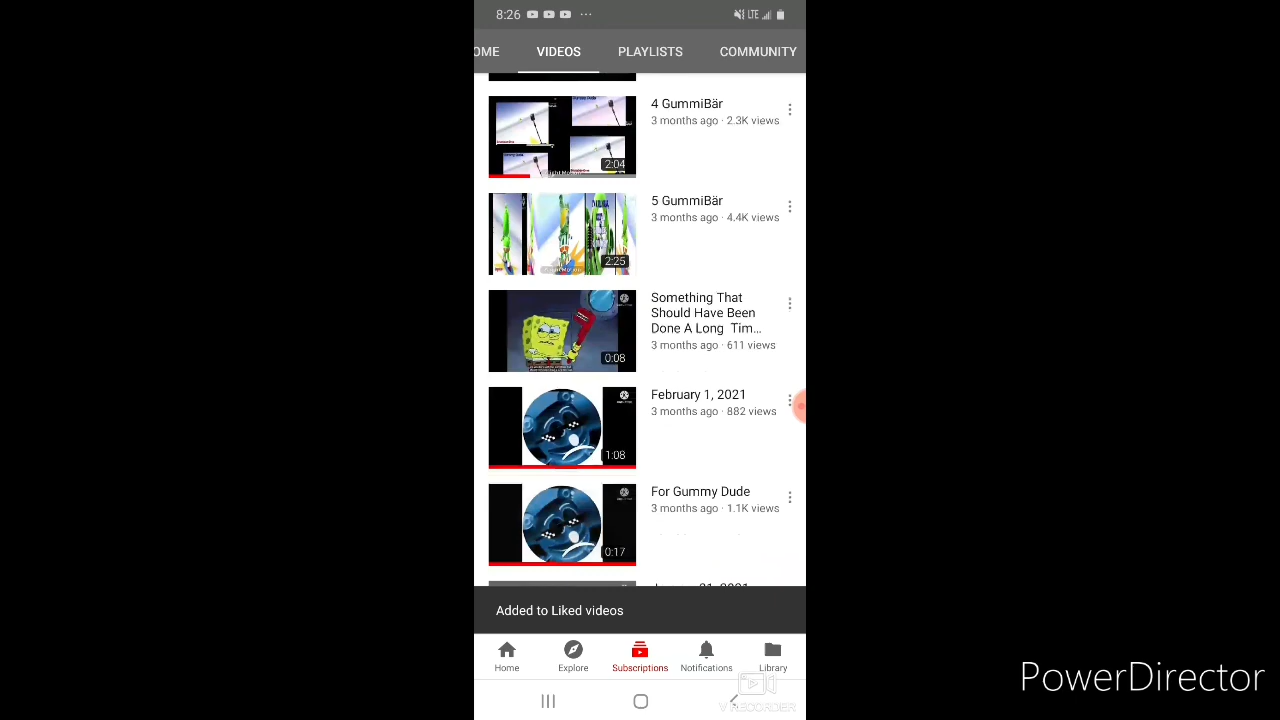 8:26
LTE
OME VIDEOS PLAYLISTS COMMUNITY
4 GummiBär
3 months ago · 2.3K views
2:04
5 GummiBär
3 months ago · 4.4K views
2:25
Something That
Should Have Been
Done A Long Tim...
3 months ago · 611 views
0:08
February 1, 2021
3 months ago · 882 views
1:08
For Gummy Dude
3 months ago · 1.1K views
0:17
Added to Liked videos
Home Explore Subscriptions Notifications Library
V RECORDER
PowerDirector